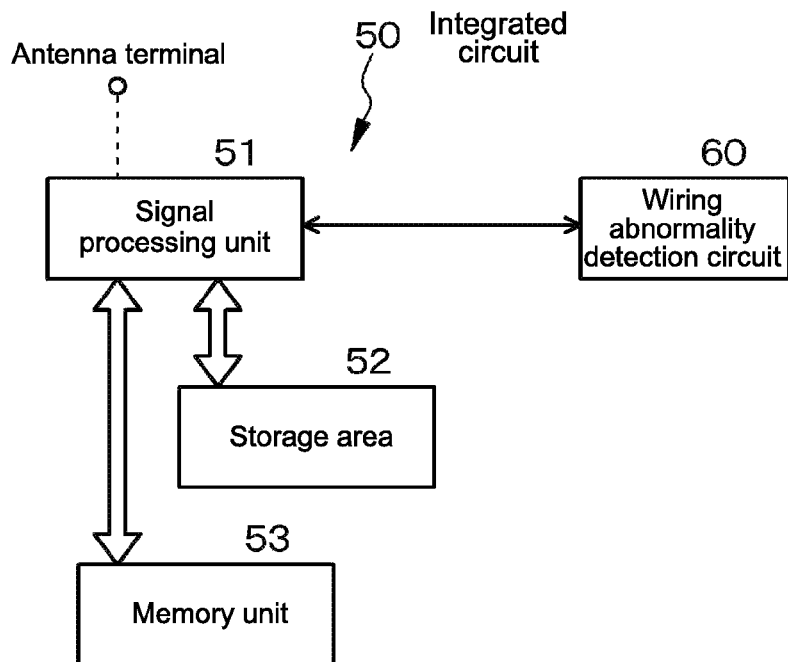 50
Integrated
circuit
Antenna terminal
51
60
Signal
processing unit
Wiring
abnormality
detection circuit
52
Storage area
53
Memory unit